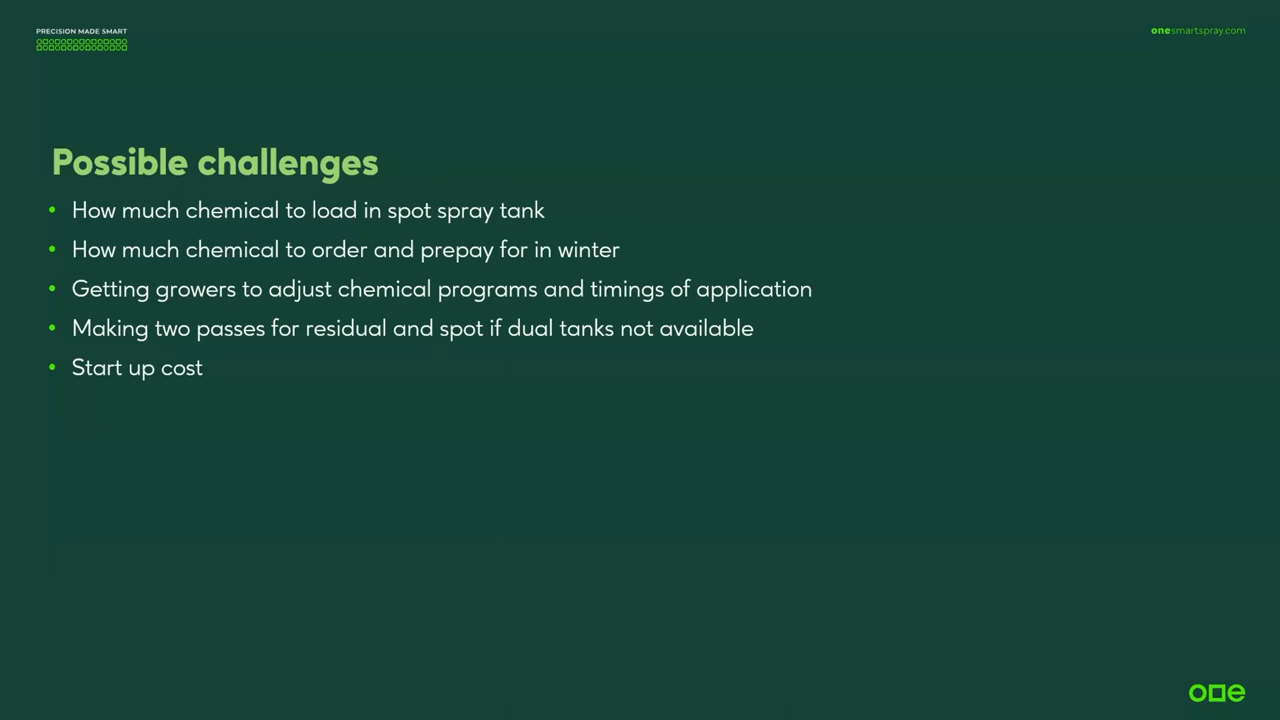 PRECISION MADE SMART
onesmartspray.com
Possible challenges
• How much chemical to load in spot spray tank
• How much chemical to order and prepay for in winter
• Getting growers to adjust chemical programs and timings of application
• Making two passes for residual and spot if dual tanks not available
• Start up cost
one